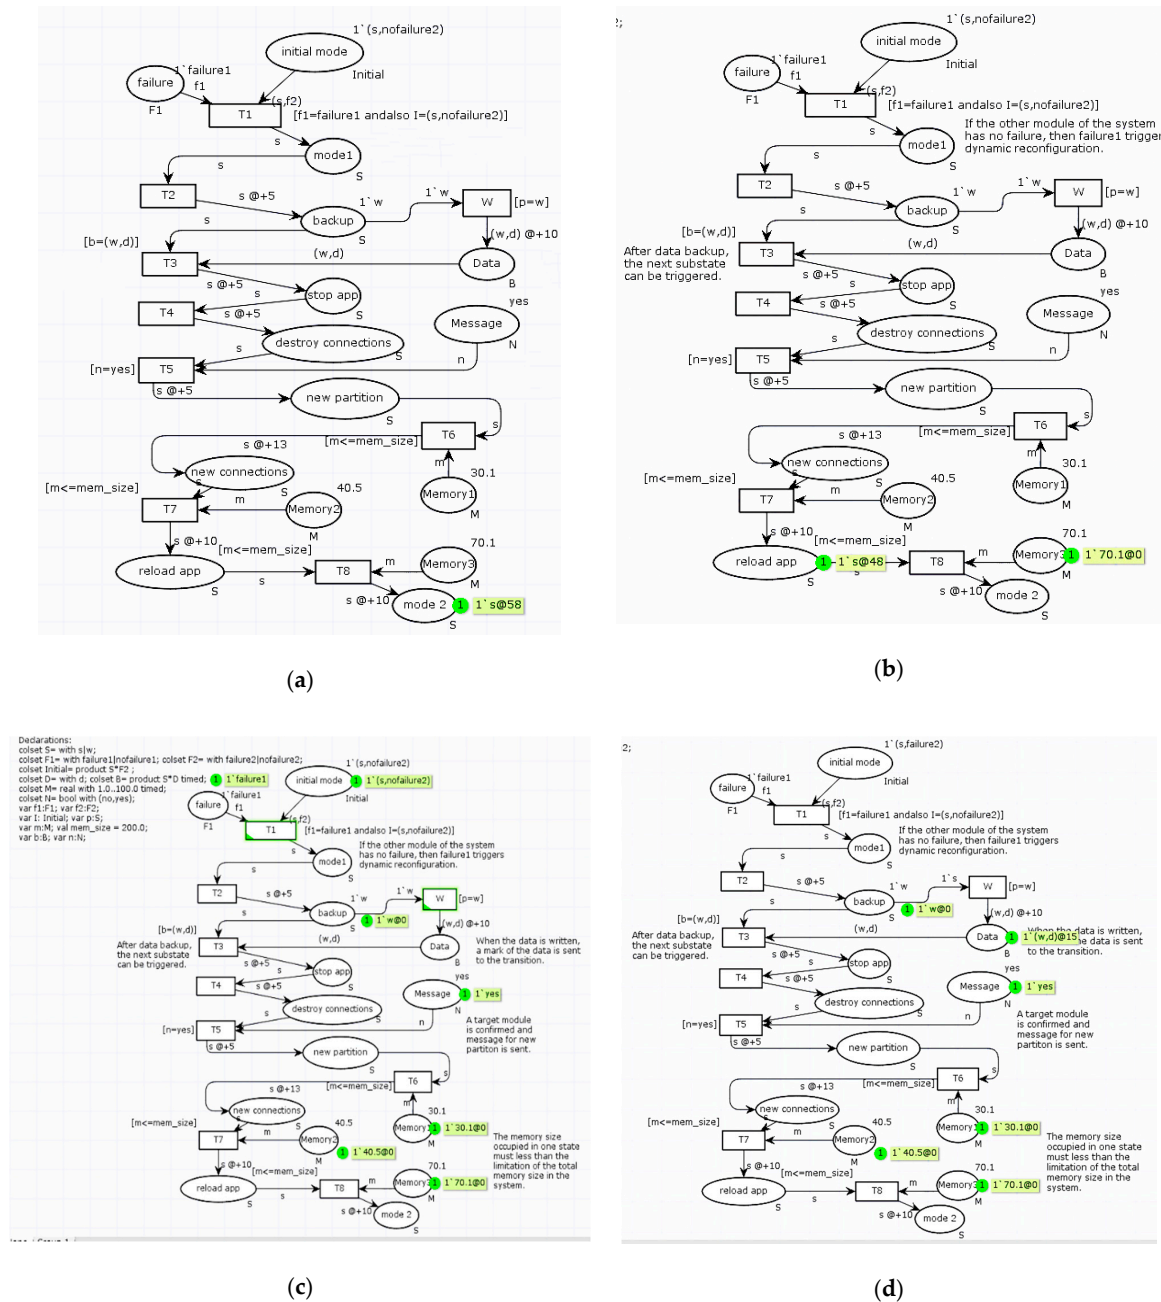 1`(s,nofailure2)
initial mode
Initial
1`failure1
failure
F1
f1
(s,f2)
T1
[f1=failure1 andalso I=(s,nofailure2)]
s
mode1
S
s
T2
s @+5
1`w
1`w
W
[p=w]
s
backup
S
(w,d) @+10
[b=(w,d)]
T3
(w,d)
Data
B
s @+5
s
stop app
S
yes
T4
s @+5
Message
N
s
destroy connections
S
[n=yes]
T5
n
s @+5
new partition
S
s
T6
[m<=mem_size]
s @+13
m
30.1
new connections
S
s
[m<=mem_size]
m
40.5
Memory1
M
T7
Memory2
M
s @+10
[m<=mem_size]
70.1
reload app
S
s
T8
m
Memory3
M
s @+10
mode 2
1 1`s@58
S
(a)
2;
1`(s,nofailure2)
initial mode
Initial
1`failure1
failure
F1
f1
(s,f2)
T1
[f1=failure1 andalso I=(s,nofailure2)]
If the other module of the system
has no failure, then failure1 trigger
dynamic reconfiguration.
s
mode1
S
s
T2
s @+5
1`w
1`w
W
[p=w]
s
backup
S
(w,d) @+10
[b=(w,d)]
After data backup,
the next substate
can be triggered.
T3
(w,d)
Data
B
s @+5
s
stop app
S
yes
T4
s @+5
Message
N
s
destroy connections
S
[n=yes]
T5
n
s @+5
new partition
S
s
T6
[m<=mem_size]
s @+13
m
30.1
new connections
S
s
[m<=mem_size]
m
40.5
Memory1
M
T7
Memory2
M
s @+10
[m<=mem_size]
70.1
reload app
1 1`s@48
S
s
T8
m
Memory3
1 1`70.1@0
M
s @+10
mode 2
S
(b)
Declarations:
colset S= with s|w;
colset F1= with failure1|nofailure1; colset F2= with failure2|nofailure2;
colset Initial= product S*F2 ;
colset D= with d; colset B= product S*D timed;
colset M= real with 1.0..100.0 timed;
colset N= bool with (no,yes);
var f1:F1; var f2:F2;
var I: Initial; var p:S;
var m:M; val mem_size = 200.0;
var b:B; var n:N;
1`(s,nofailure2)
1 1`failure1
initial mode
1 1`(s,nofailure2)
Initial
1`failure1
failure
F1
f1
(s,f2)
T1
[f1=failure1 andalso I=(s,nofailure2)]
If the other module of the system
has no failure, then failure1 triggers
dynamic reconfiguration.
s
mode1
S
s
T2
s @+5
1`w
1`w
W
[p=w]
s
backup
S
1 1`w@0
(w,d) @+10
[b=(w,d)]
After data backup,
the next substate
can be triggered.
T3
(w,d)
Data
B
When the data is written,
a mark of the data is sent
to the transition.
s @+5
s
stop app
S
yes
T4
s @+5
Message
1 1`yes
N
s
destroy connections
S
A target module
is confirmed and
message for new
partiton is sent.
[n=yes]
T5
n
s @+5
new partition
S
s
T6
[m<=mem_size]
s @+13
m
30.1
new connections
S
s
[m<=mem_size]
m
40.5
Memory1
1 1`30.1@0
M
T7
Memory2
1 1`40.5@0
M
The memory size
occupied in one state
must less than the
limitation of the total
memory size in the
system.
s @+10
[m<=mem_size]
70.1
reload app
S
s
T8
m
Memory3
1 1`70.1@0
M
s @+10
mode 2
S
(c)
2;
1`(s,failure2)
initial mode
Initial
1`failure1
failure
F1
f1
(s,f2)
T1
[f1=failure1 andalso I=(s,nofailure2)]
If the other module of the system
has no failure, then failure1 triggers
dynamic reconfiguration.
s
mode1
S
s
T2
s @+5
1`w
1`s
W
[p=w]
s
backup
S
1 1`w@0
(w,d) @+10
[b=(w,d)]
After data backup,
the next substate
can be triggered.
T3
(w,d)
Data
1 1`(w,d)@15
B
When the data is written,
the data is sent
to the transition.
s @+5
s
stop app
S
yes
T4
s @+5
Message
1 1`yes
N
s
destroy connections
S
A target module
is confirmed and
message for new
partiton is sent.
[n=yes]
T5
n
s @+5
new partition
S
s
T6
[m<=mem_size]
s @+13
m
30.1
new connections
S
s
[m<=mem_size]
m
40.5
Memory1
1 1`30.1@0
M
T7
Memory2
1 1`40.5@0
M
The memory size
occupied in one state
must less than the
limitation of the total
memory size in the
system.
s @+10
[m<=mem_size]
70.1
reload app
S
s
T8
m
Memory3
1 1`70.1@0
M
s @+10
mode 2
S
(d)